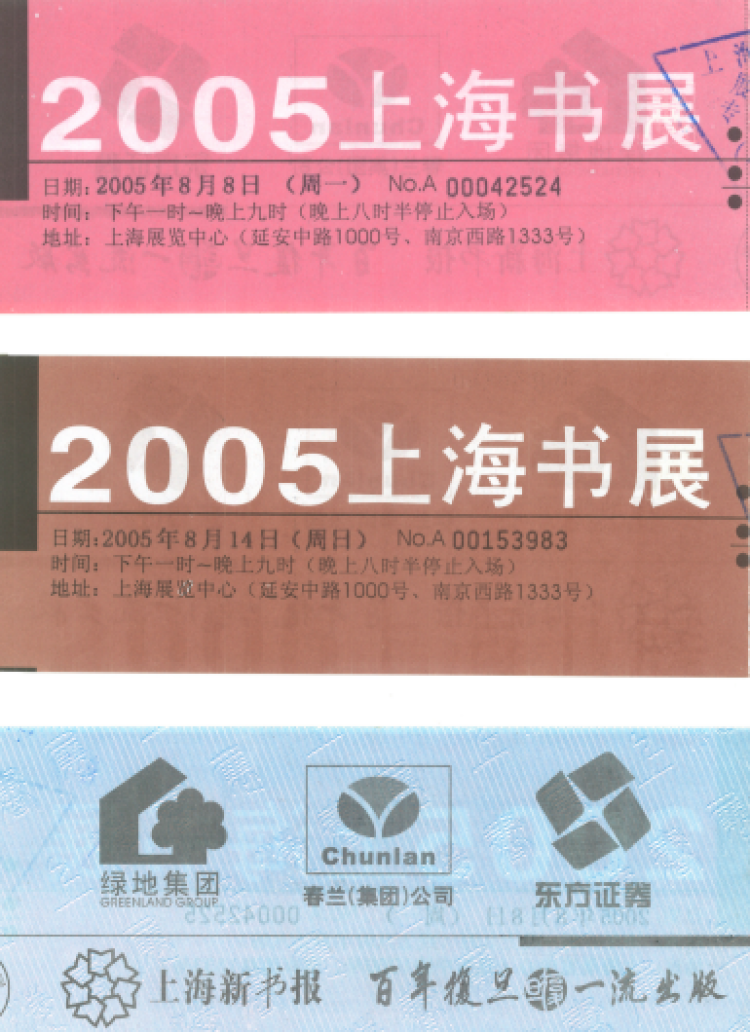 2005上海书展
上海
日期:2005年8月8日 (周一) No.A 00042524
时间: 下午一时~晚上九时(晚上八时半停止入场)
地址: 上海展览中心(延安中路1000号、南京西路1333号)
2005上海书展
日期:2005年8月14日(周日) No.A 00153983
时间: 下午一时~晚上九时(晚上八时半停止入场)
地址: 上海展览中心(延安中路1000号、南京西路1333号)
Chunlan
绿地集团 春兰(集团)公司 东方证券
GREENLAND GROUP
上海新书报 百年復旦 一流出版